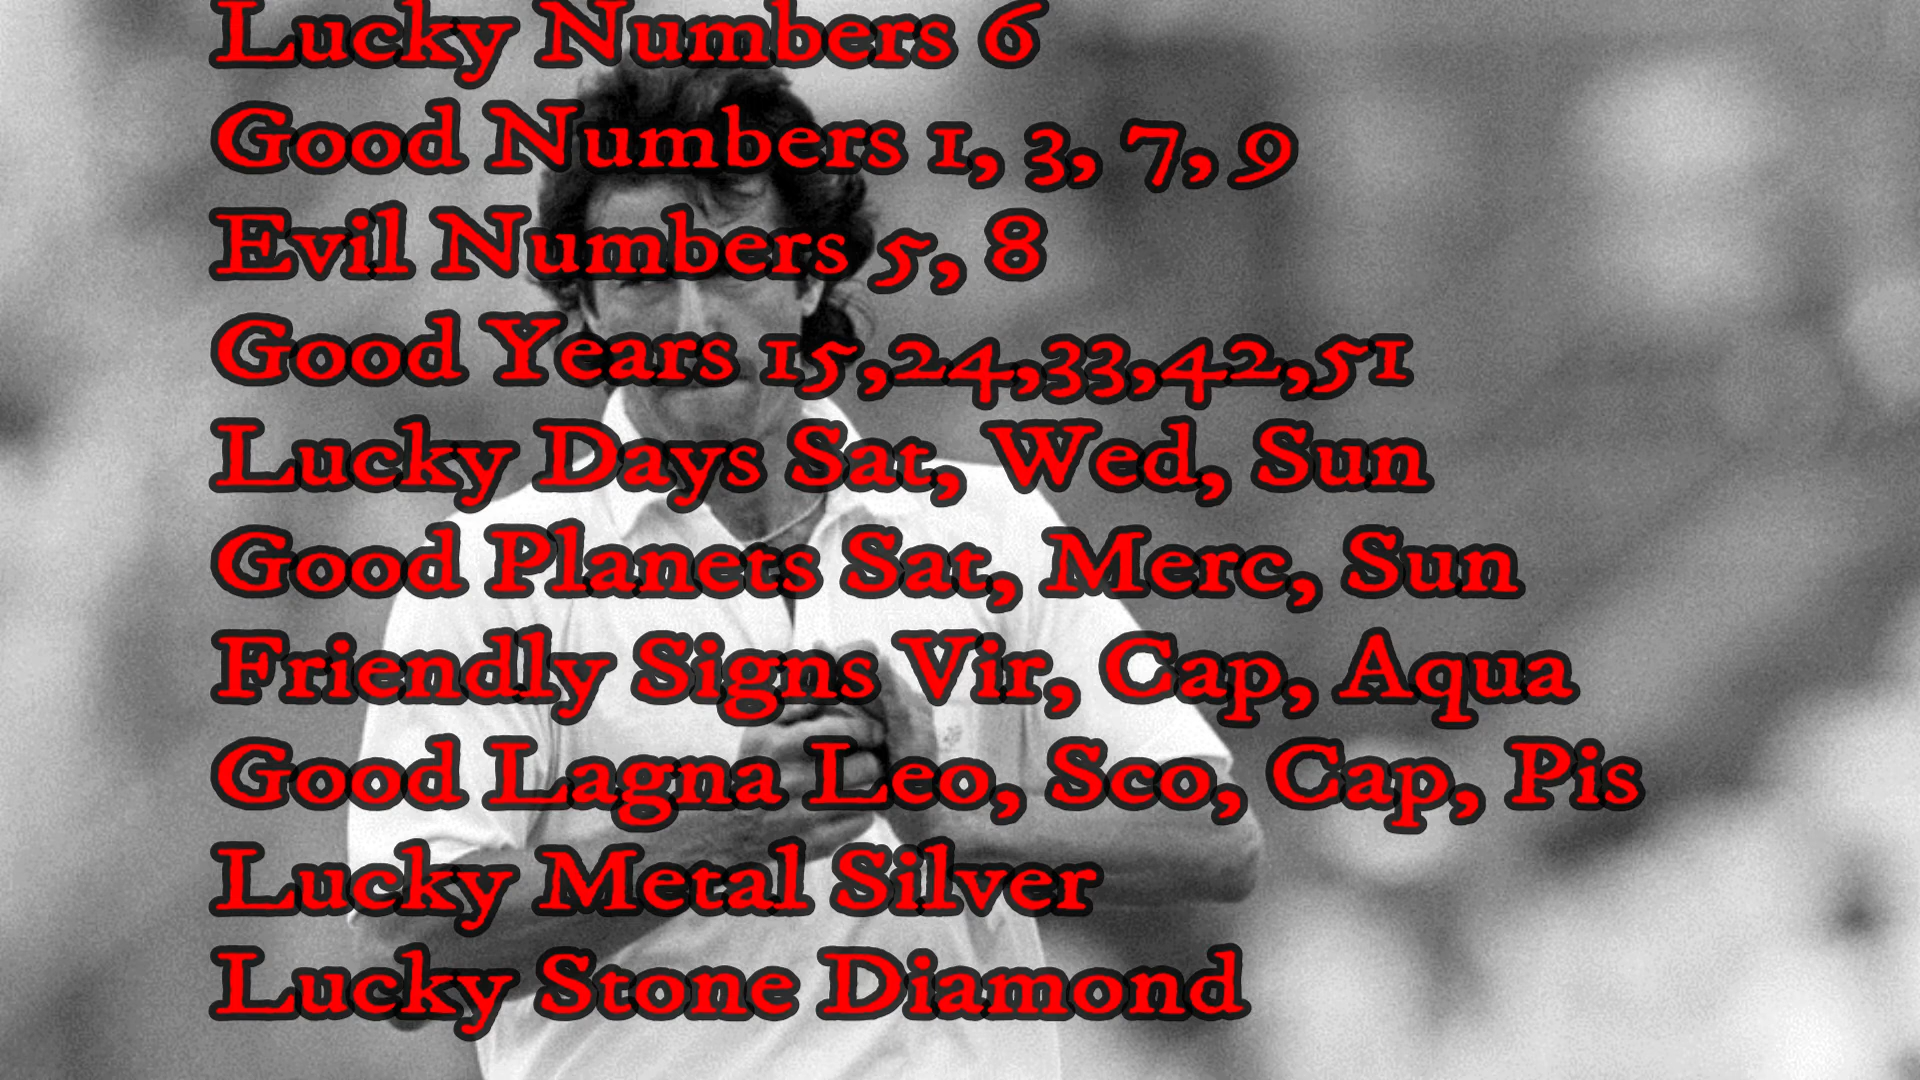 Lucky Numbers 6
Good Numbers 1, 3, 7, 9
Evil Numbers 5, 8
Good Years 15,24,33,42,51
Lucky Days Sat, Wed, Sun
Good Planets Sat, Merc, Sun
Friendly Signs Vir, Cap, Aqua
Good Lagna Leo, Sco, Cap, Pis
Lucky Metal Silver
Lucky Stone Diamond